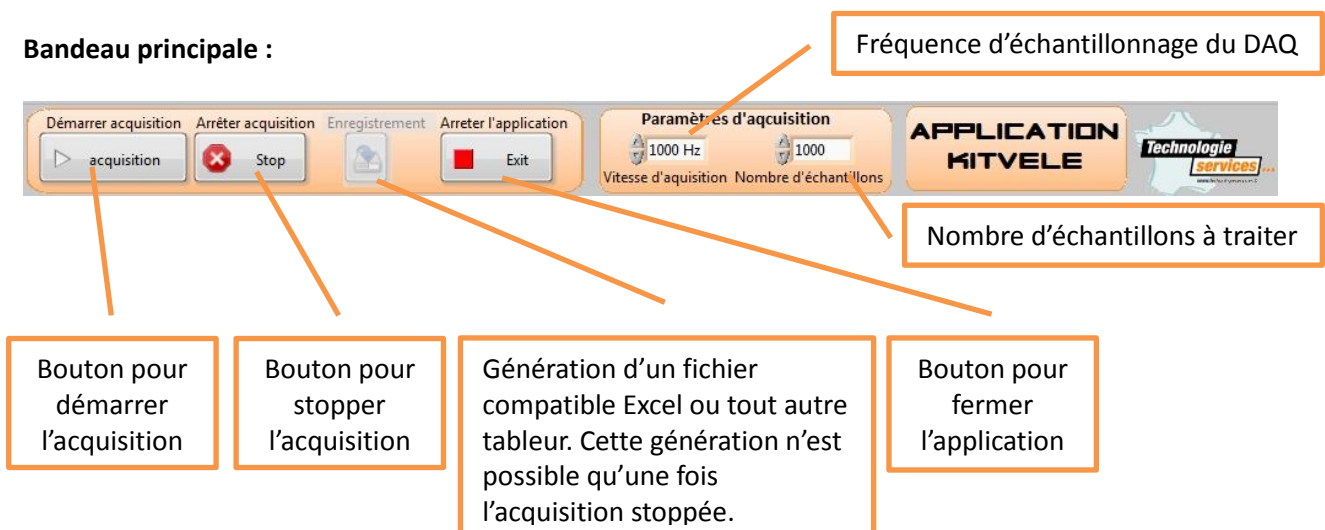 Bandeau principale :
Fréquence d'échantillonnage du DAQ
Démarrer acquisition
Arrêter acquisition
Enregistrement
Arreter l'application
acquisition
Stop
Exit
Paramètres d'aqcuisition
1000 Hz
1000
Vitesse d'aquisition
Nombre d'échantillons
APPLICATION
KITVELE
Technologie
services...
Nombre d'échantillons à traiter
Bouton pour
démarrer
l'acquisition
Bouton pour
stopper
l'acquisition
Génération d'un fichier
compatible Excel ou tout autre
tableur. Cette génération n'est
possible qu'une fois
l'acquisition stoppée.
Bouton pour
fermer
l'application